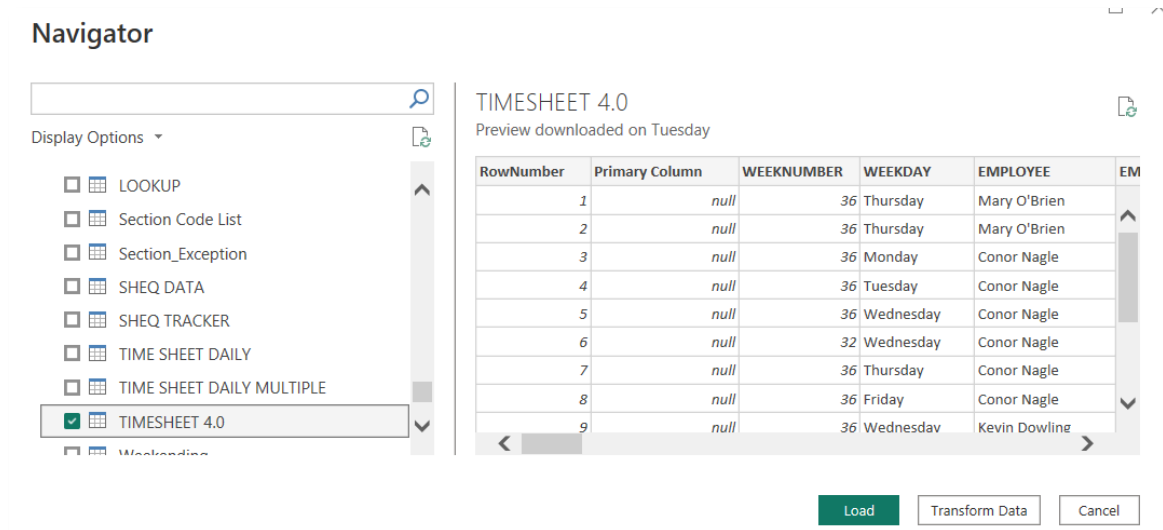 Navigator
Display Options
LOOKUP
Section Code List
Section_Exception
SHEQ DATA
SHEQ TRACKER
TIME SHEET DAILY
TIME SHEET DAILY MULTIPLE
TIMESHEET 4.0
Weekending
TIMESHEET 4.0
Preview downloaded on Tuesday
RowNumber Primary Column WEEKNUMBER WEEKDAY EMPLOYEE EM
1 null 36 Thursday Mary O'Brien
2 null 36 Thursday Mary O'Brien
3 null 36 Monday Conor Nagle
4 null 36 Tuesday Conor Nagle
5 null 36 Wednesday Conor Nagle
6 null 32 Wednesday Conor Nagle
7 null 36 Thursday Conor Nagle
8 null 36 Friday Conor Nagle
9 null 36 Wednesday Kevin Dowling
Load Transform Data Cancel